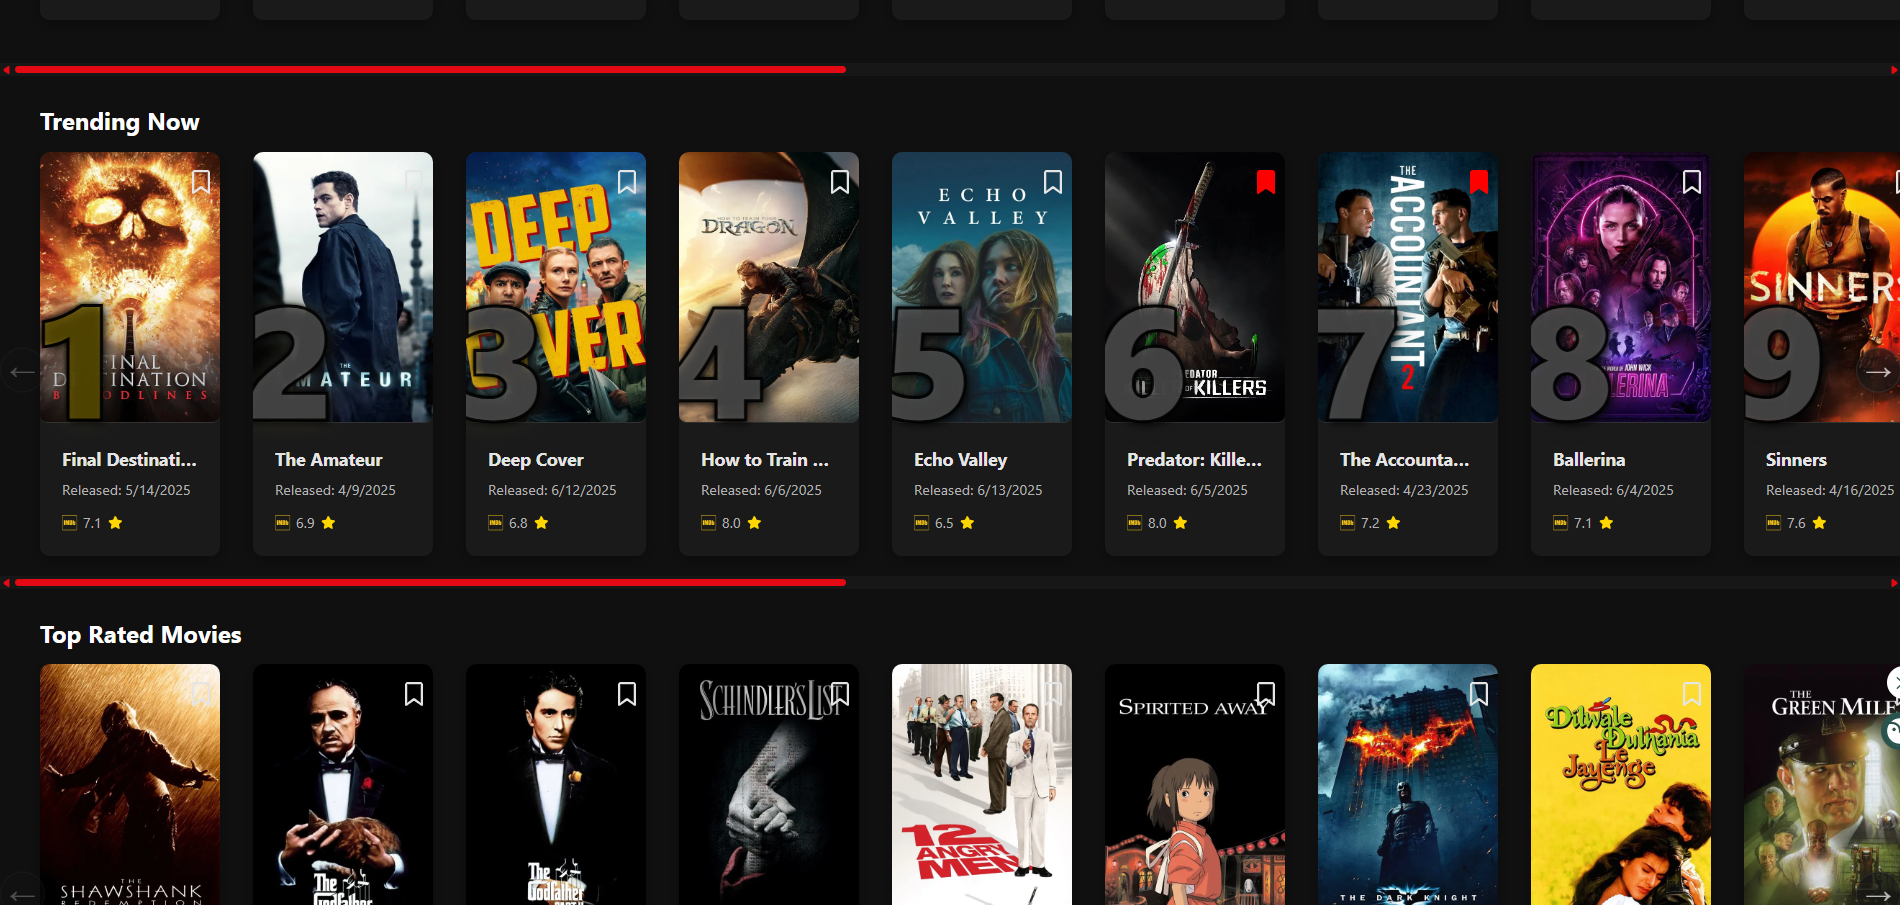 Trending Now
FINAL
DESTINATION
BLOODLINES
1
THE
AMATEUR
2
DEEP
COVER
3
HOW TO TRAIN YOUR
DRAGON
4
ECHO
VALLEY
5
PREDATOR
KILLER OF KILLERS
6
THE
ACCOUNTANT
2
7
THE WORLD OF JOHN WICK
BALLERINA
8
SINNERS
9
Final Destinati...
The Amateur
Deep Cover
How to Train ...
Echo Valley
Predator: Kille...
The Accounta...
Ballerina
Sinners
Released: 5/14/2025
Released: 4/9/2025
Released: 6/12/2025
Released: 6/6/2025
Released: 6/13/2025
Released: 6/5/2025
Released: 4/23/2025
Released: 6/4/2025
Released: 4/16/2025
IMDb 7.1
IMDb 6.9
IMDb 6.8
IMDb 8.0
IMDb 6.5
IMDb 8.0
IMDb 7.2
IMDb 7.1
IMDb 7.6
Top Rated Movies
THE
SHAWSHANK
REDEMPTION
The
Godfather
The
Godfather
PART II
SCHINDLER'S LIST
12
ANGRY
MEN
SPIRITED AWAY
THE DARK KNIGHT
Dilwale
Dulhania
Le
Jayenge
THE
GREEN MILE